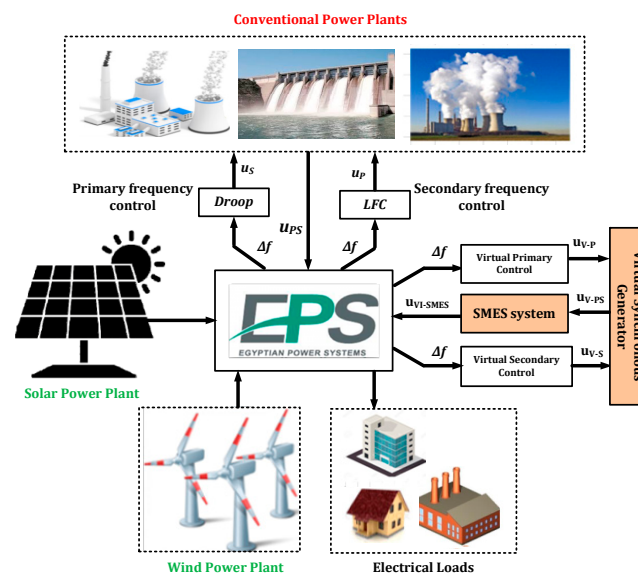 Conventional Power Plants
u_S
u_P
Primary frequency
control
Droop
u_PS
LFC
Secondary frequency
control
Δf
Δf
Δf
Virtual Primary
Control
u_V-P
u_VI-SMES
SMES system
u_V-PS
EPS
EGYPTIAN POWER SYSTEMS
Δf
Virtual Secondary
Control
u_V-S
Generator
Solar Power Plant
Wind Power Plant
Electrical Loads